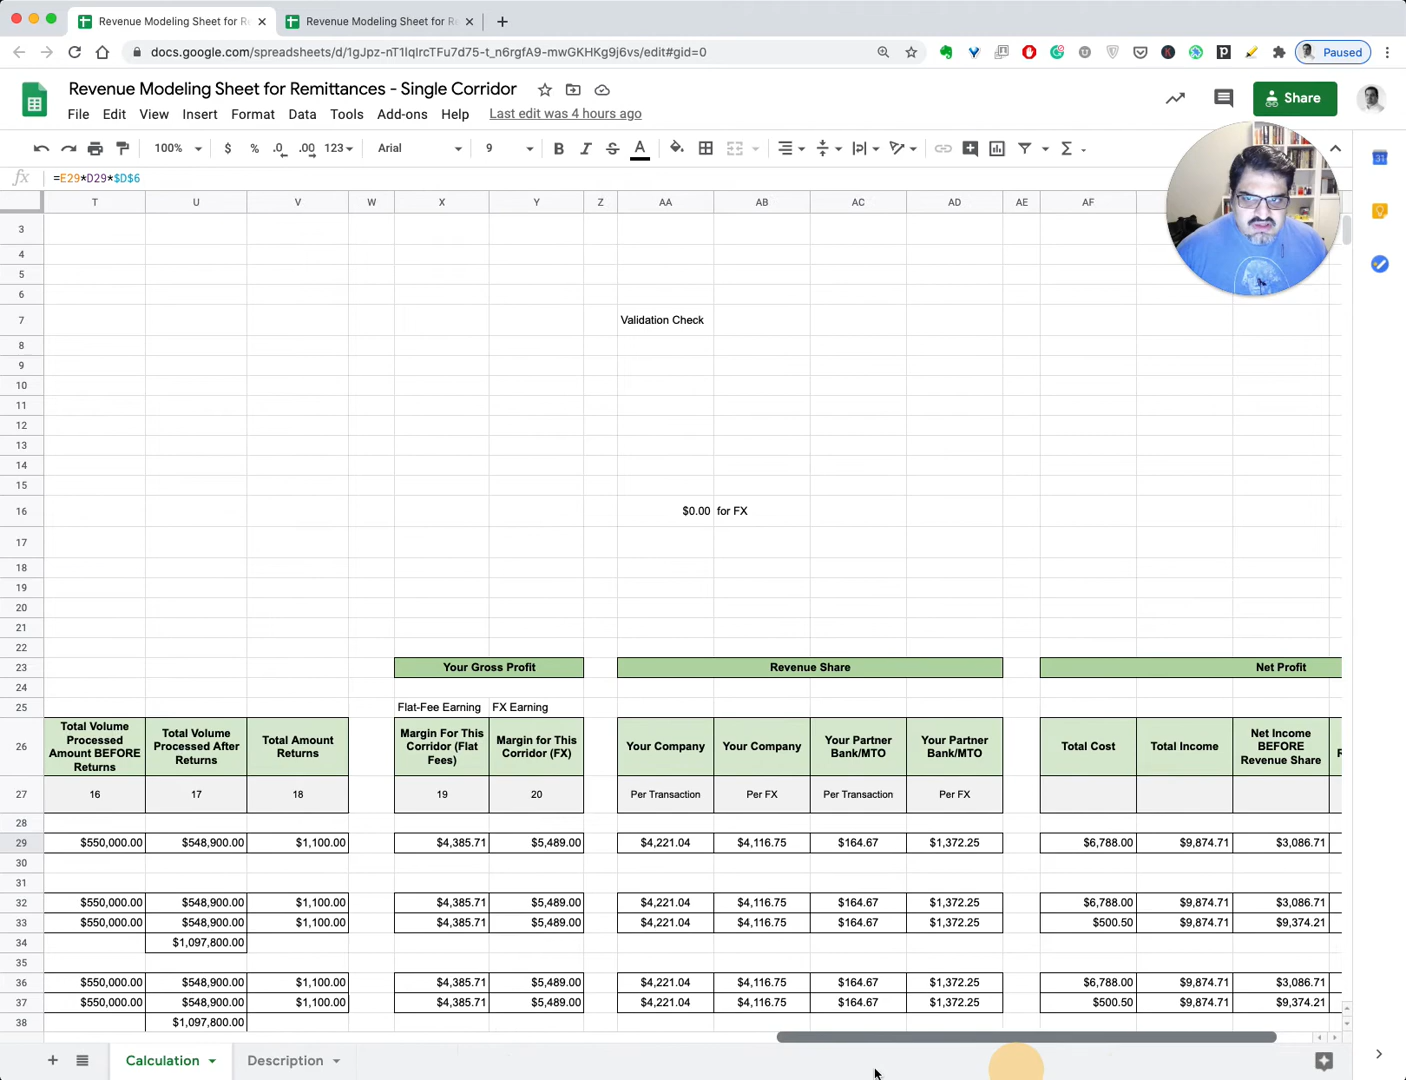 Revenue Modeling Sheet for R
Revenue Modeling Sheet for Re
docs.google.com/spreadsheets/d/1gJpz-nT1IqIrcTFu7d75-t_n6rgfA9-mwGKHKg9j6vs/edit#gid=0
Paused
Revenue Modeling Sheet for Remittances - Single Corridor
File Edit View Insert Format Data Tools Add-ons Help Last edit was 4 hours ago
Share
100% $ % .0 .00 123 Arial 9 B I S A
fx =E29*D29*$D$6
T U V W X Y Z AA AB AC AD AE AF
3
4
5
6
7 Validation Check
8
9
10
11
12
13
14
15
16 $0.00 for FX
17
18
19
20
21
22
23 Your Gross Profit Revenue Share Net Profit
24
25 Flat-Fee Earning FX Earning
26 Total Volume Processed Amount BEFORE Returns Total Volume Processed After Returns Total Amount Returns Margin For This Corridor (Flat Fees) Margin for This Corridor (FX) Your Company Your Company Your Partner Bank/MTO Your Partner Bank/MTO Total Cost Total Income Net Income BEFORE Revenue Share
27 16 17 18 19 20 Per Transaction Per FX Per Transaction Per FX
28
29 $550,000.00 $548,900.00 $1,100.00 $4,385.71 $5,489.00 $4,221.04 $4,116.75 $164.67 $1,372.25 $6,788.00 $9,874.71 $3,086.71
30
31
32 $550,000.00 $548,900.00 $1,100.00 $4,385.71 $5,489.00 $4,221.04 $4,116.75 $164.67 $1,372.25 $6,788.00 $9,874.71 $3,086.71
33 $550,000.00 $548,900.00 $1,100.00 $4,385.71 $5,489.00 $4,221.04 $4,116.75 $164.67 $1,372.25 $500.50 $9,874.71 $9,374.21
34 $1,097,800.00
35
36 $550,000.00 $548,900.00 $1,100.00 $4,385.71 $5,489.00 $4,221.04 $4,116.75 $164.67 $1,372.25 $6,788.00 $9,874.71 $3,086.71
37 $550,000.00 $548,900.00 $1,100.00 $4,385.71 $5,489.00 $4,221.04 $4,116.75 $164.67 $1,372.25 $500.50 $9,874.71 $9,374.21
38 $1,097,800.00
Calculation Description